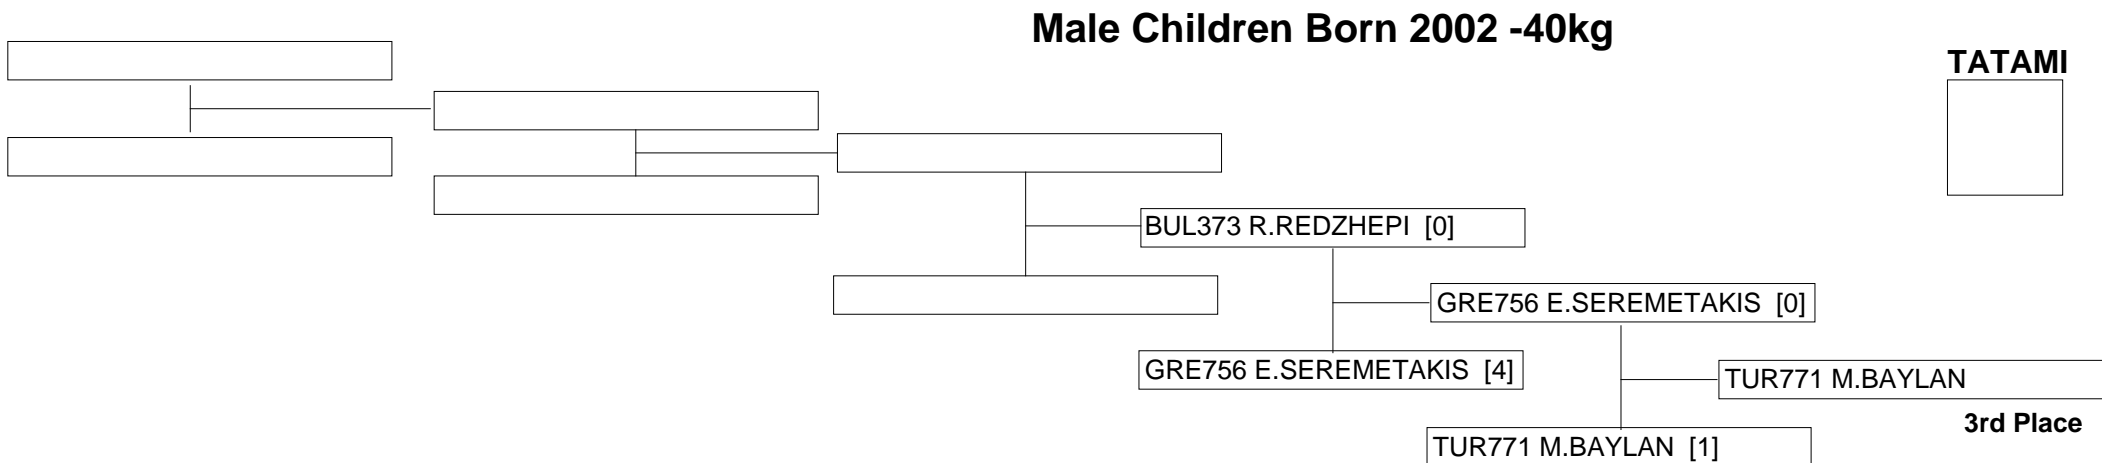 Male Children Born 2002 -40kg
TATAMI
BUL373 R.REDZHEPI [0]
GRE756 E.SEREMETAKIS [0]
GRE756 E.SEREMETAKIS [4]
TUR771 M.BAYLAN
3rd Place
TUR771 M.BAYLAN [1]